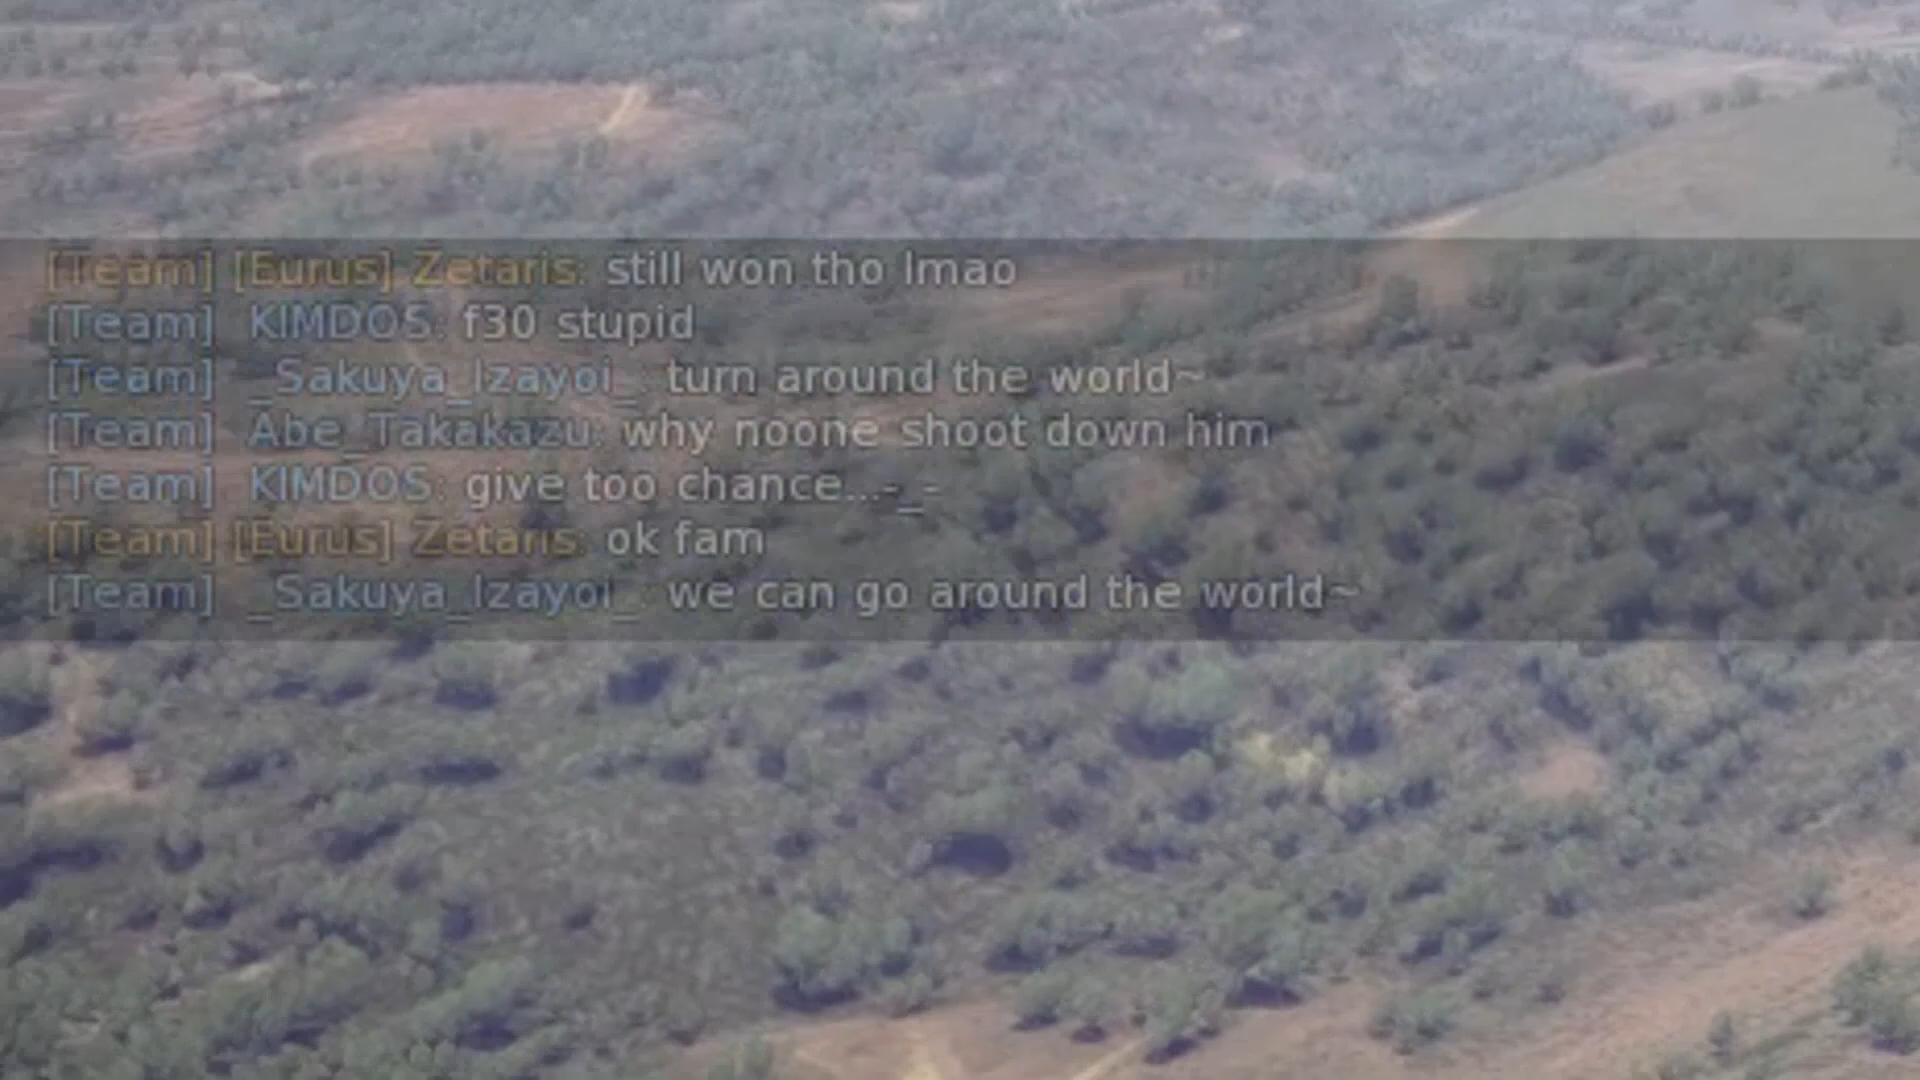 [Team] [Eurus] Zetaris: still won tho lmao
[Team] KIMDOS: f30 stupid
[Team] _Sakuya_Izayoi_: turn around the world~
[Team] Abe_Takakazu: why noone shoot down him
[Team] KIMDOS: give too chance...-_-
[Team] [Eurus] Zetaris: ok fam
[Team] _Sakuya_Izayoi_: we can go around the world~